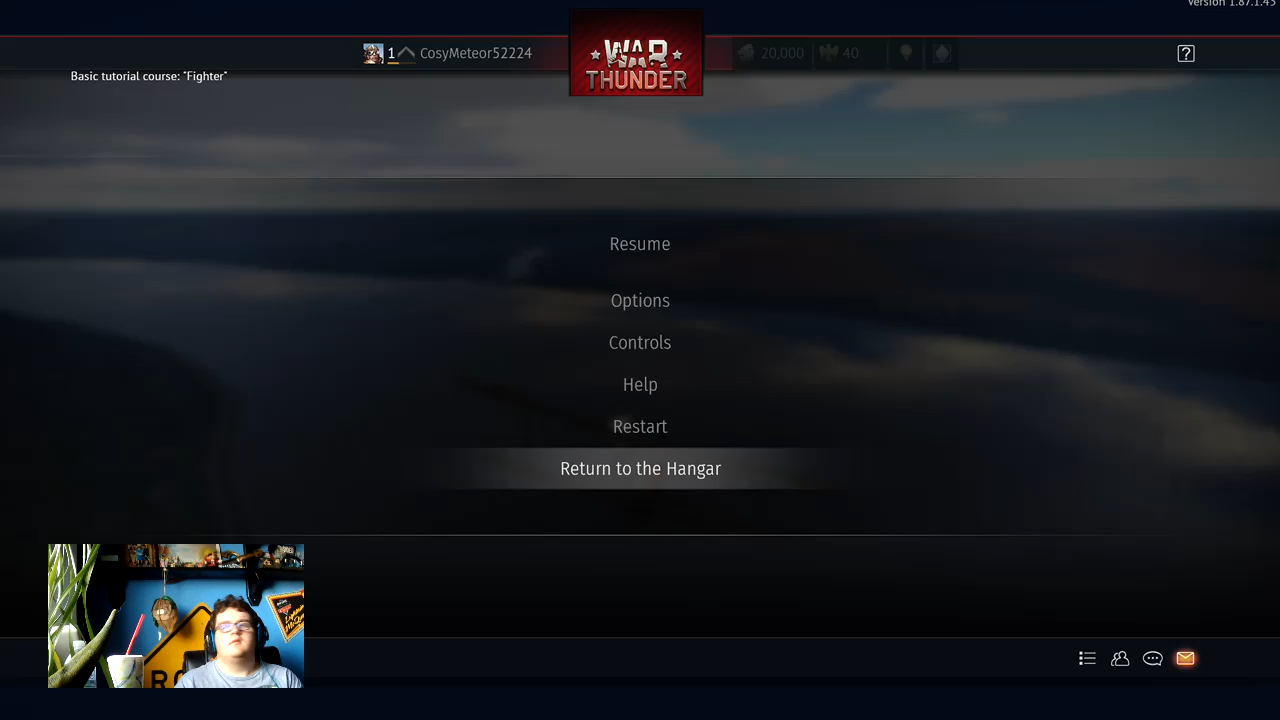 Version 1.87.1.43
1 CosyMeteor52224
WAR
THUNDER
20,000
40
?
Basic tutorial course: "Fighter"
Resume
Options
Controls
Help
Restart
Return to the Hangar